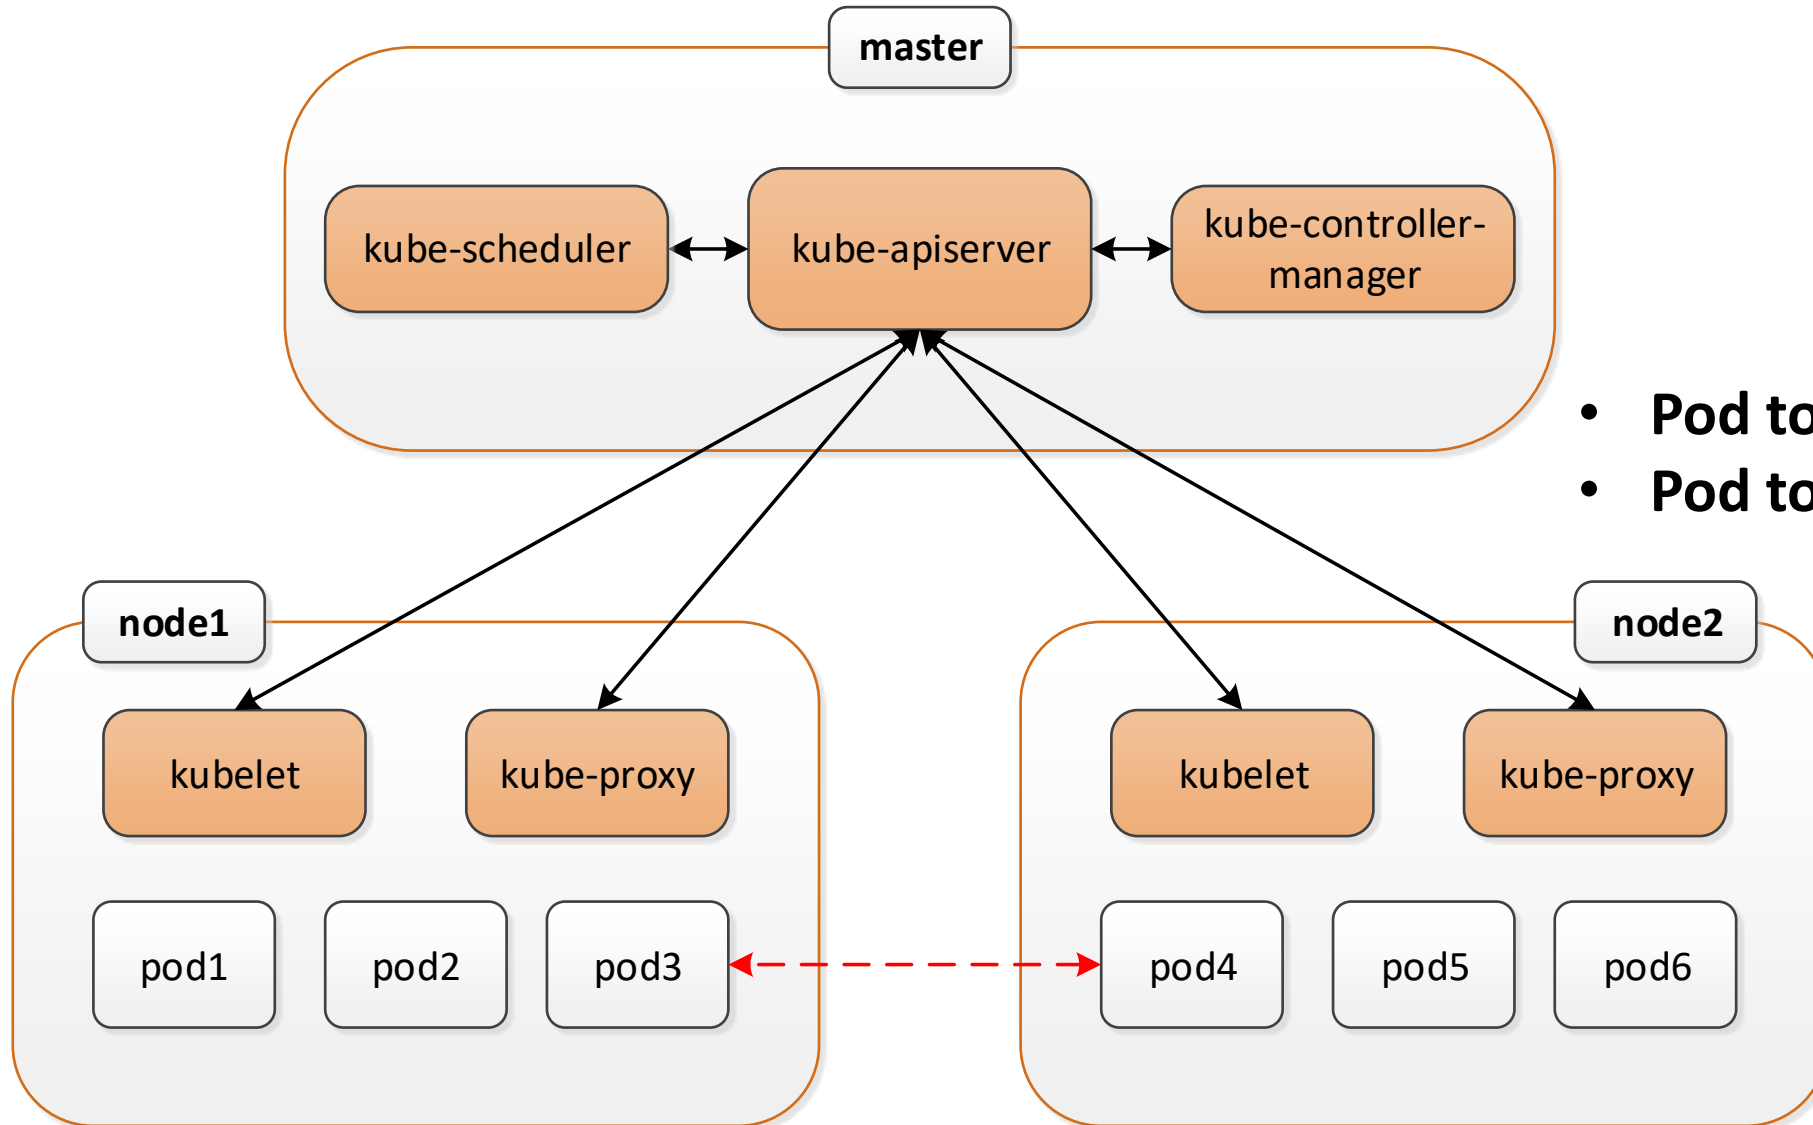 master
kube-scheduler
kube-apiserver
kube-controller-
manager
• Pod to
• Pod to
node1
node2
kubelet
kube-proxy
kubelet
kube-proxy
pod1
pod2
pod3
pod4
pod5
pod6